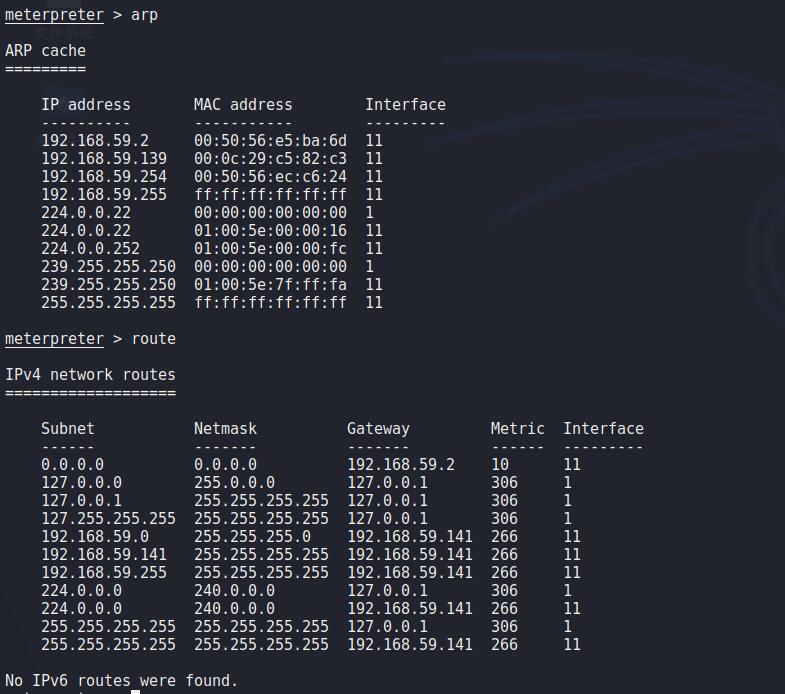 meterpreter > arp
文件系统
ARP cache
=========
IP address MAC address Interface
---------- ----------- ---------
192.168.59.2 00:50:56:e5:ba:6d 11
192.168.59.139 00:0c:29:c5:82:c3 11
192.168.59.254 00:50:56:ec:c6:24 11
192.168.59.255 ff:ff:ff:ff:ff:ff 11
224.0.0.22 00:00:00:00:00:00 1
224.0.0.22 01:00:5e:00:00:16 11
224.0.0.252 01:00:5e:00:00:fc 11
239.255.255.250 00:00:00:00:00:00 1
239.255.255.250 01:00:5e:7f:ff:fa 11
255.255.255.255 ff:ff:ff:ff:ff:ff 11
meterpreter > route
IPv4 network routes
===================
Subnet Netmask Gateway Metric Interface
------ ------- ------- ------ ---------
0.0.0.0 0.0.0.0 192.168.59.2 10 11
127.0.0.0 255.0.0.0 127.0.0.1 306 1
127.0.0.1 255.255.255.255 127.0.0.1 306 1
127.255.255.255 255.255.255.255 127.0.0.1 306 1
192.168.59.0 255.255.255.0 192.168.59.141 266 11
192.168.59.141 255.255.255.255 192.168.59.141 266 11
192.168.59.255 255.255.255.255 192.168.59.141 266 11
224.0.0.0 240.0.0.0 127.0.0.1 306 1
224.0.0.0 240.0.0.0 192.168.59.141 266 11
255.255.255.255 255.255.255.255 127.0.0.1 306 1
255.255.255.255 255.255.255.255 192.168.59.141 266 11
No IPv6 routes were found.